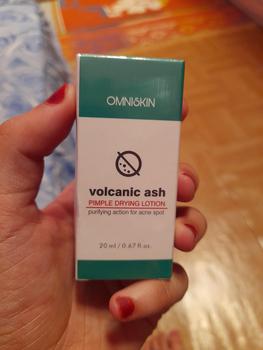 OMNISKIN
volcanic ash
PIMPLE DRYING LOTION
purifying action for acne spot
20 ml / 0.67 fl.oz.